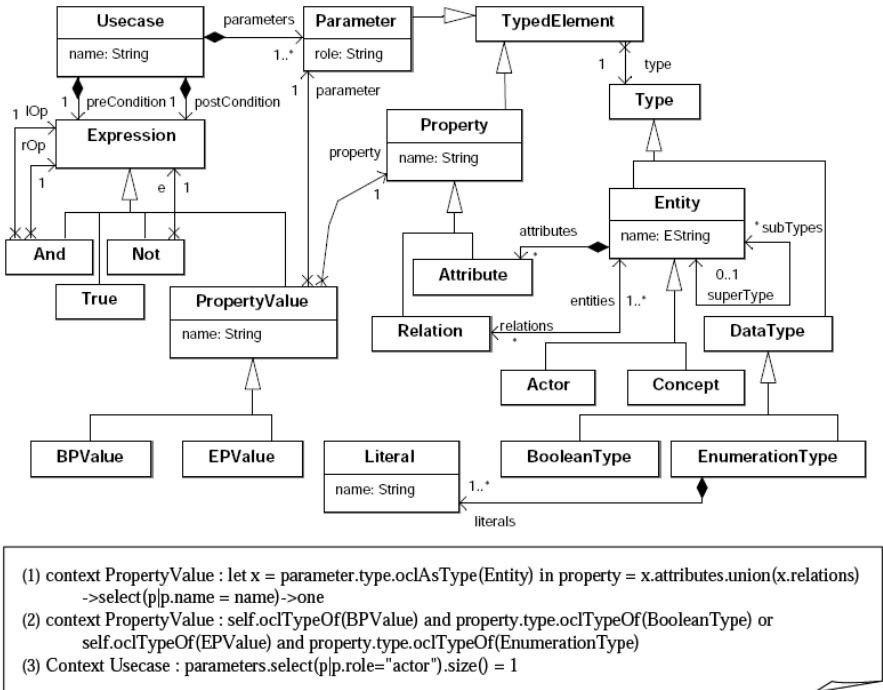 Usecase
name: String
parameters
1..*
Parameter
role: String
TypedElement
1
type
Type
1
preCondition
1
postCondition
1
parameter
1
lOp
rOp
1
Expression
e
1
Property
name: String
property
1
Entity
name: EString
attributes
*
*
subTypes
0..1
superType
And
Not
True
Attribute
PropertyValue
name: String
entities
1..*
Relation
relations
*
DataType
Actor
Concept
BPValue
EPValue
Literal
name: String
1..*
literals
BooleanType
EnumerationType
(1) context PropertyValue : let x = parameter.type.oclAsType(Entity) in property = x.attributes.union(x.relations)
->select(p|p.name = name)->one
(2) context PropertyValue : self.oclTypeOf(BPValue) and property.type.oclTypeOf(BooleanType) or
self.oclTypeOf(EPValue) and property.type.oclTypeOf(EnumerationType)
(3) Context Usecase : parameters.select(p|p.role="actor").size() = 1